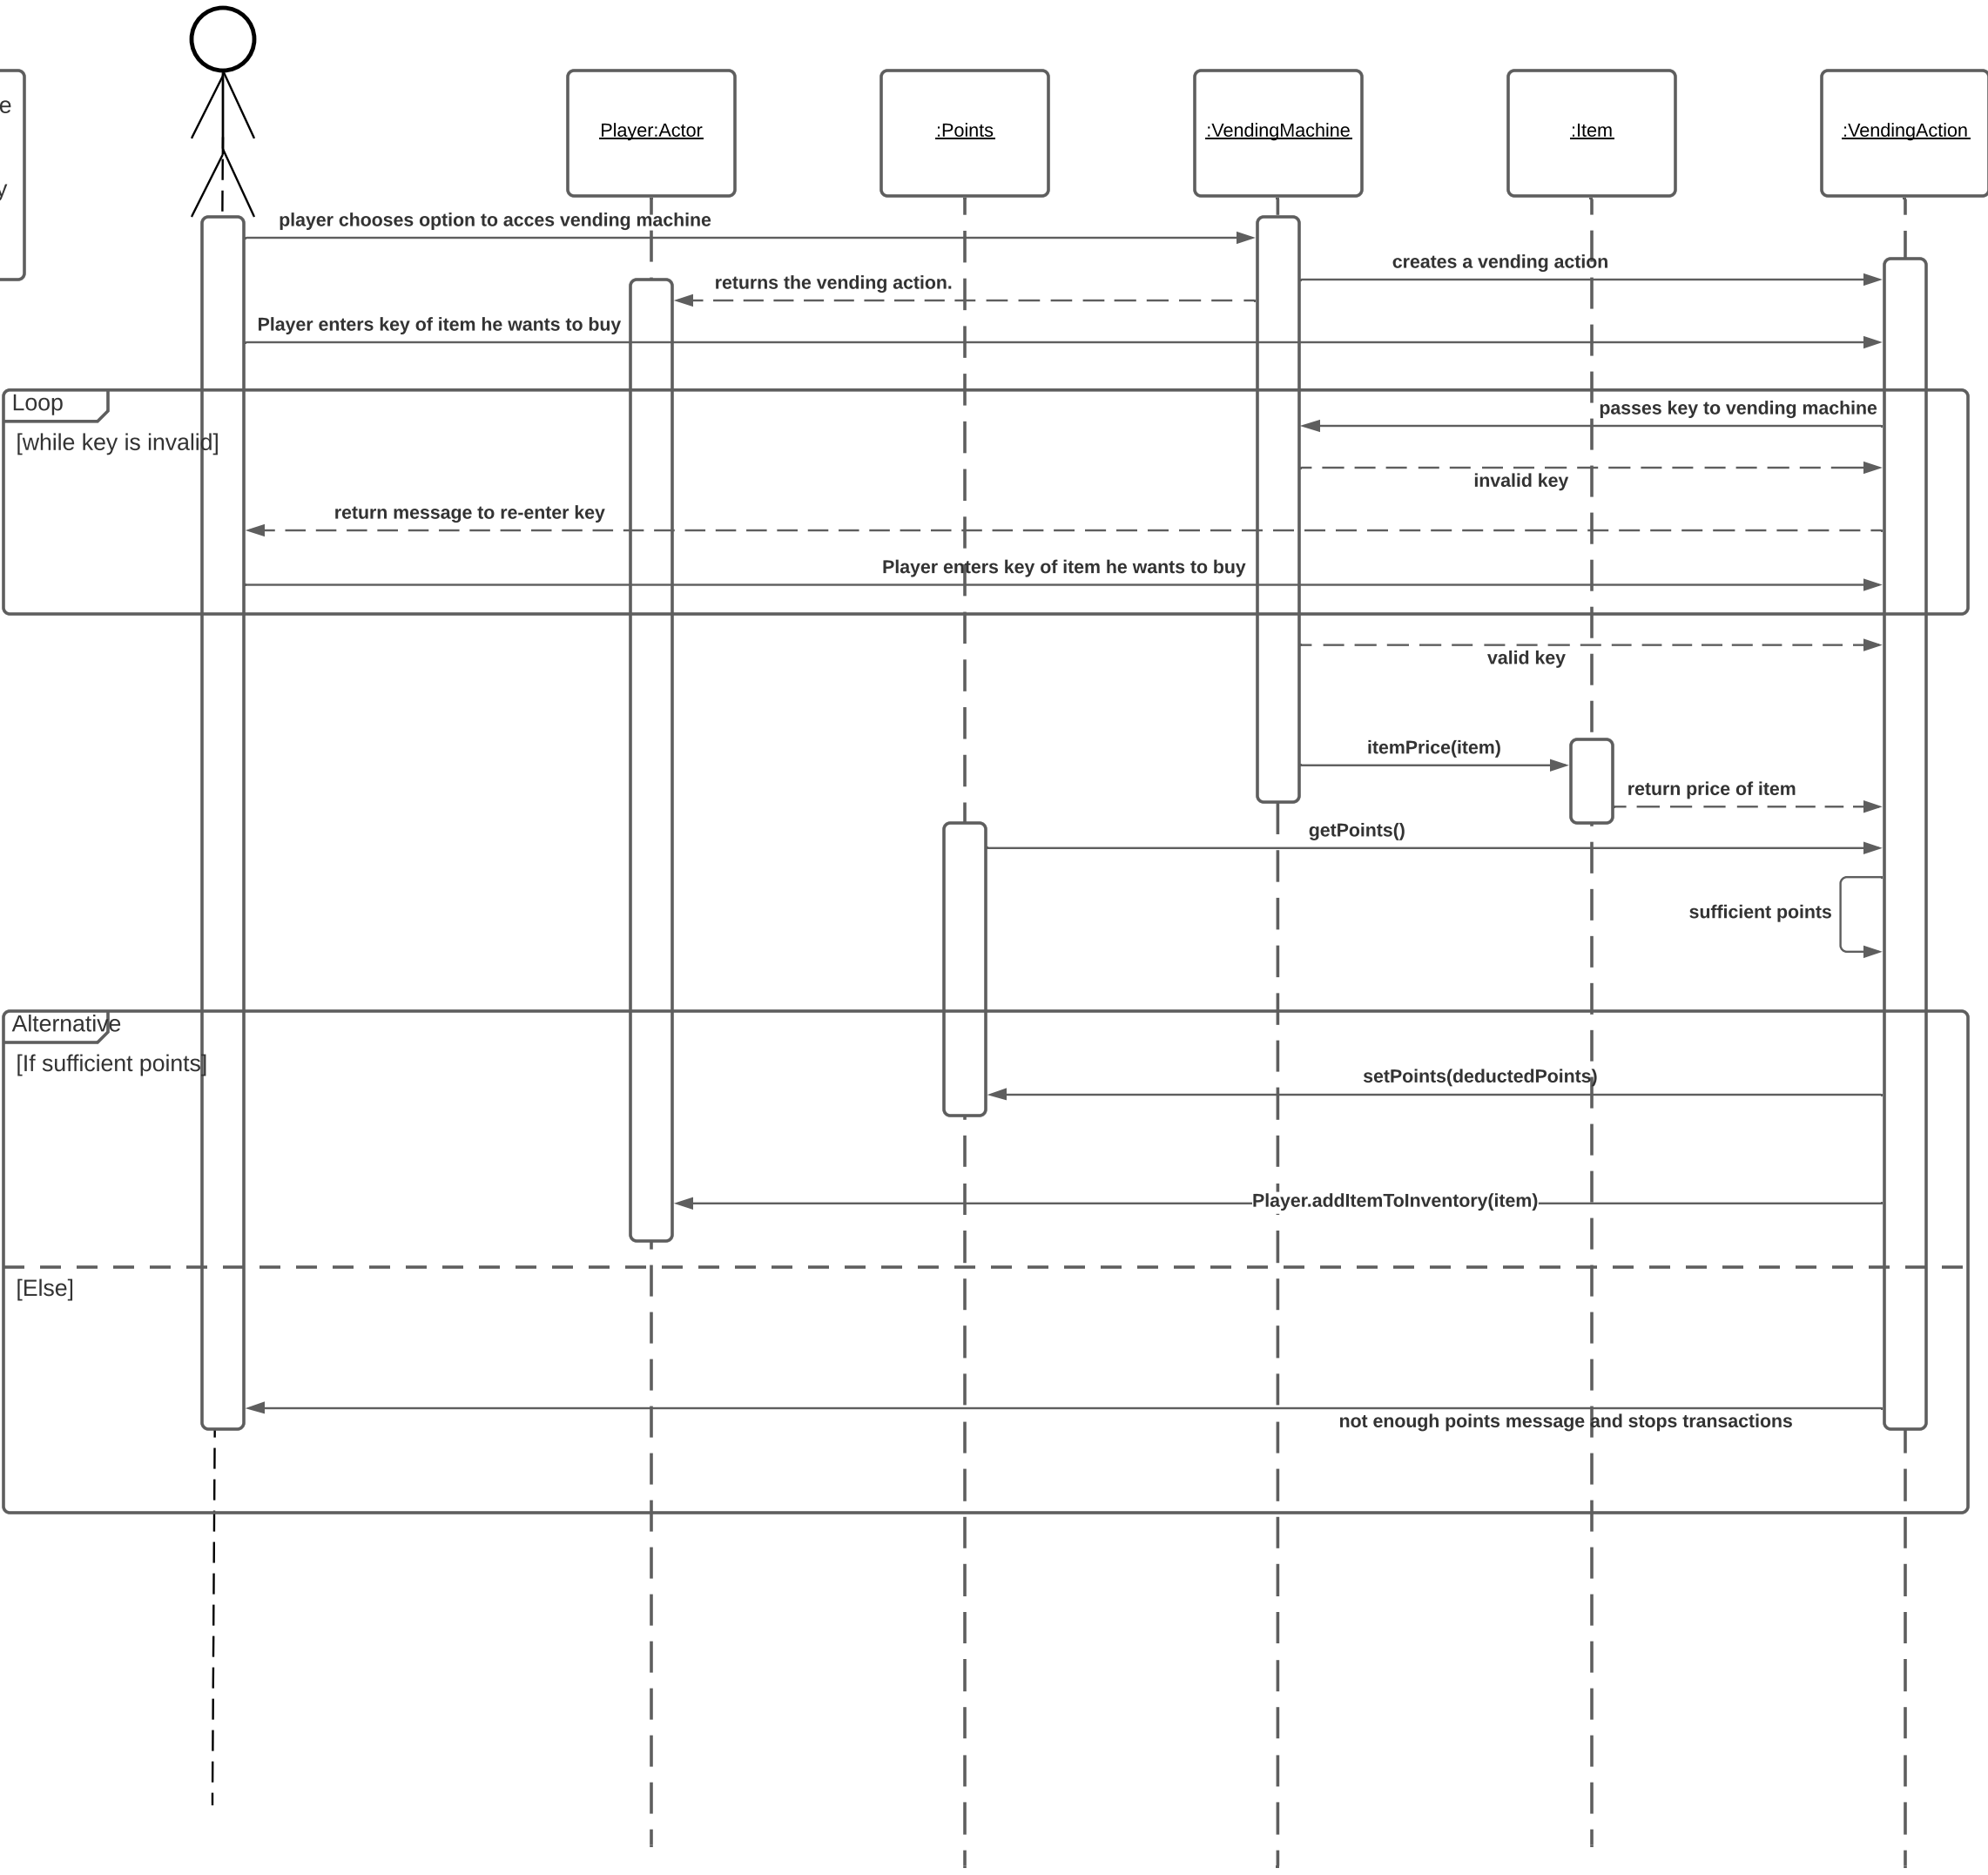 e
y
Player:Actor
:Points
:VendingMachine
:Item
:VendingAction
player chooses option to acces vending machine
creates a vending action
returns the vending action.
Player enters key of item he wants to buy
Loop
[while key is invalid]
passes key to vending machine
invalid key
return message to re-enter key
Player enters key of item he wants to buy
valid key
itemPrice(item)
return price of item
getPoints()
sufficient points
Alternative
[If sufficient points]
setPoints(deductedPoints)
Player.addItemToInventory(item)
[Else]
not enough points message and stops transactions